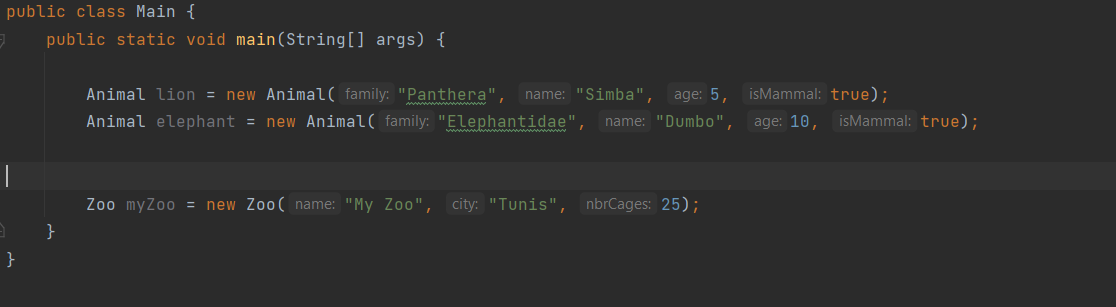 public class Main {
public static void main(String[] args) {
Animal lion = new Animal( family: "Panthera", name: "Simba", age: 5, isMammal: true);
Animal elephant = new Animal( family: "Elephantidae", name: "Dumbo", age: 10, isMammal: true);
Zoo myZoo = new Zoo( name: "My Zoo", city: "Tunis", nbrCages: 25);
}
}